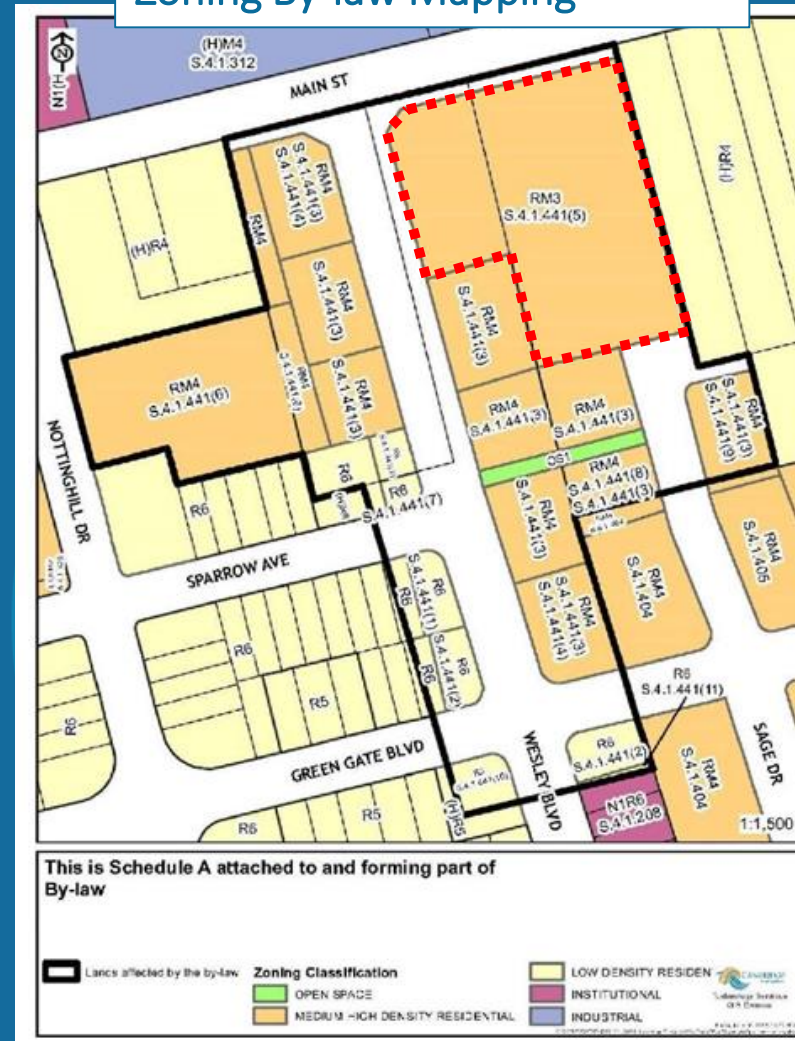 Zoning By-law Mapping
N1(H
(H)M4
S.4.1.312
MAIN ST
(H)R4
RM4
S.4.1.441(3)
S.4.1.441(4)
RM4
RM3
S.4.1.441(5)
(H)R4
RM4
S.4.1.441(3)
RM4
S.4.1.441(3)
RM4
S.4.1.441(6)
RM4
S.4.1.441(3)
RM4
S.4.1.441(3)
RM4
S.4.1.441(3)
RM4
S.4.1.441(3)
S.4.1.441(9)
OS1
NOTTINGHILL DR
R6
R6
R6
S.4.1.441(7)
RM4
S.4.1.441(8)
S.4.1.441(3)
RM4
S.4.1.441(3)
SPARROW AVE
RM4
S.4.1.405
RM4
S.4.1.404
RM4
S.4.1.441(3)
S.4.1.441(4)
R6
S.4.1.441(1)
R6
R6
R6
S.4.1.441(2)
R6
R5
R6
R6
S.4.1.441(11)
GREEN GATE BLVD
WESLEY BLVD
R6
S.4.1.441(2)
SAGE DR
RM4
S.4.1.404
(H)R5
R5
R6
N1R6
S.4.1.208
1:1,500
This is Schedule A attached to and forming part of
By-law
Lands affected by the by-law
Zoning Classification
OPEN SPACE
MEDIUM HIGH DENSITY RESIDENTIAL
LOW DENSITY RESIDEN
INSTITUTIONAL
INDUSTRIAL
CAMBRIDGE